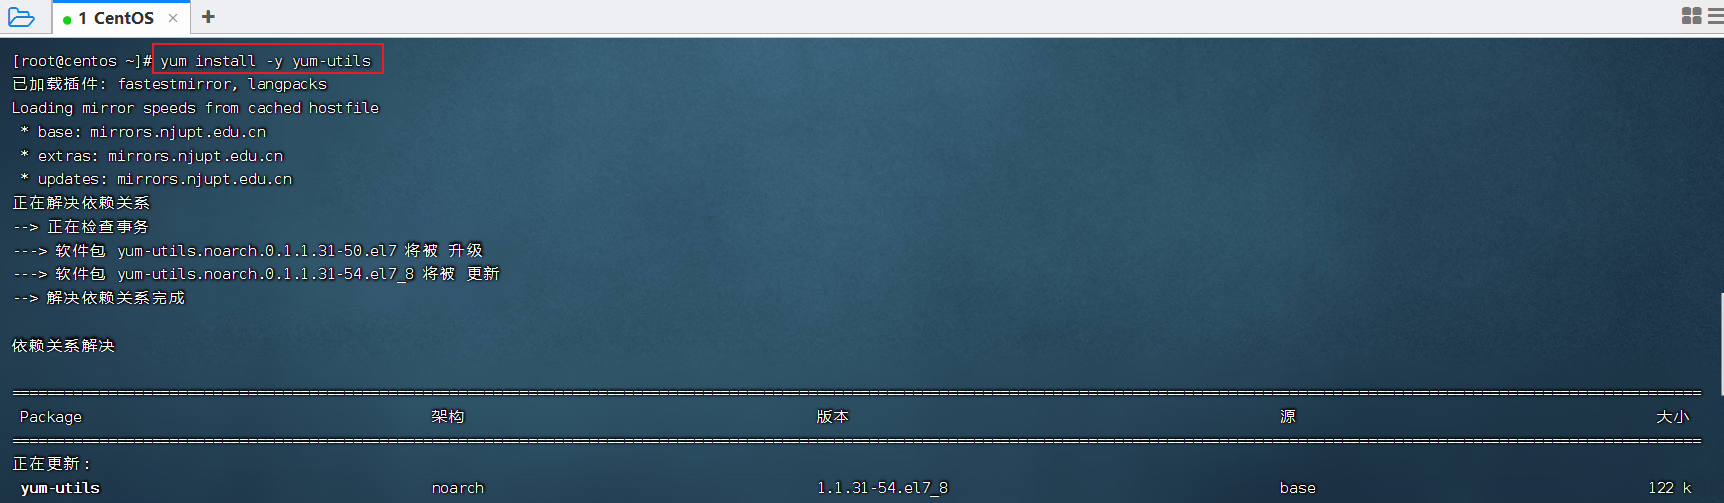 1 CentOS × +
[root@centos ~]# yum install -y yum-utils
已加载插件: fastestmirror, langpacks
Loading mirror speeds from cached hostfile
* base: mirrors.njupt.edu.cn
* extras: mirrors.njupt.edu.cn
* updates: mirrors.njupt.edu.cn
正在解决依赖关系
--> 正在检查事务
---> 软件包 yum-utils.noarch.0.1.1.31-50.el7 将被 升级
---> 软件包 yum-utils.noarch.0.1.1.31-54.el7_8 将被 更新
--> 解决依赖关系完成
依赖关系解决
Package 架构 版本 源 大小
正在更新:
yum-utils noarch 1.1.31-54.el7_8 base 122 k